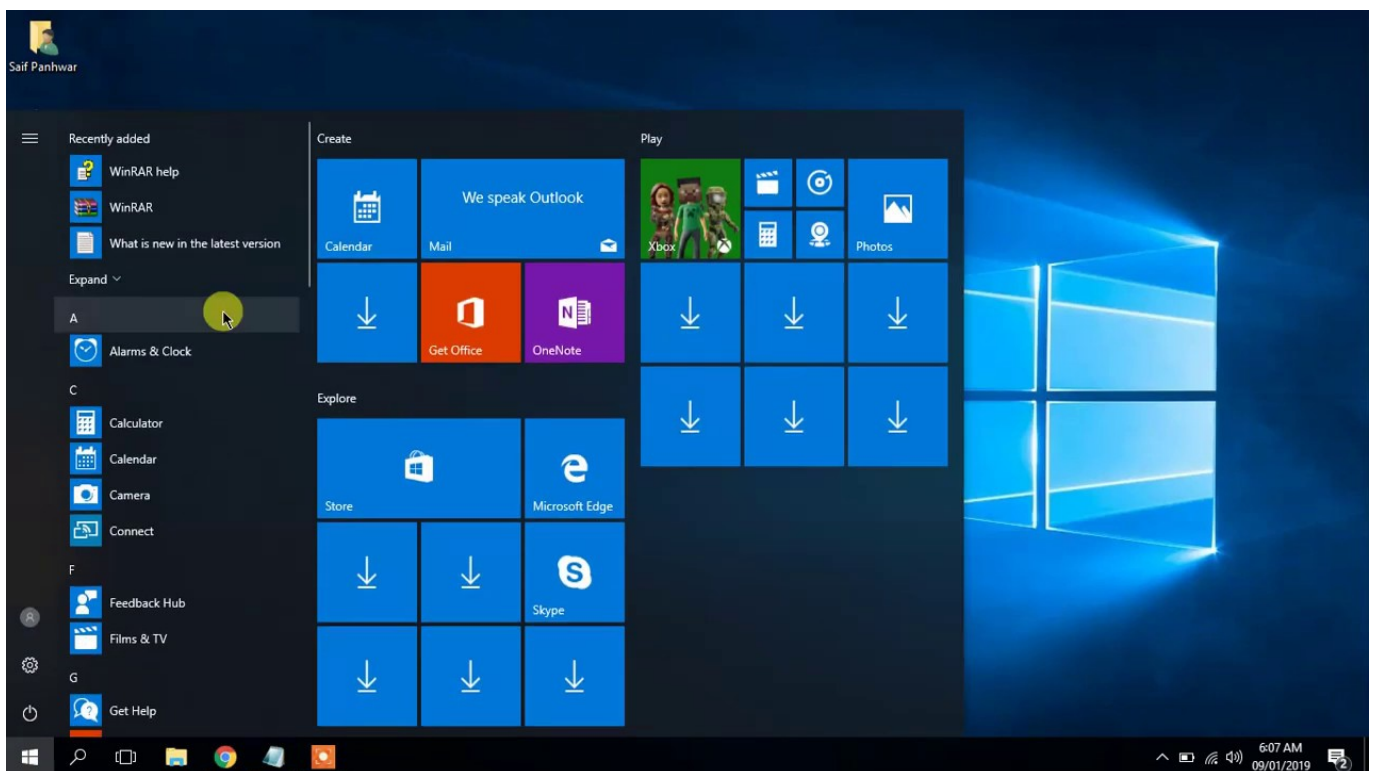 Saif Panhwar
Recently added
WinRAR help
WinRAR
What is new in the latest version
Expand
A
Alarms & Clock
C
Calculator
Calendar
Camera
Connect
F
Feedback Hub
Films & TV
G
Get Help
Create
We speak Outlook
Calendar
Mail
Get Office
OneNote
Explore
Store
Microsoft Edge
Skype
Play
Xbox
Photos
6:07 AM
09/01/2019
2